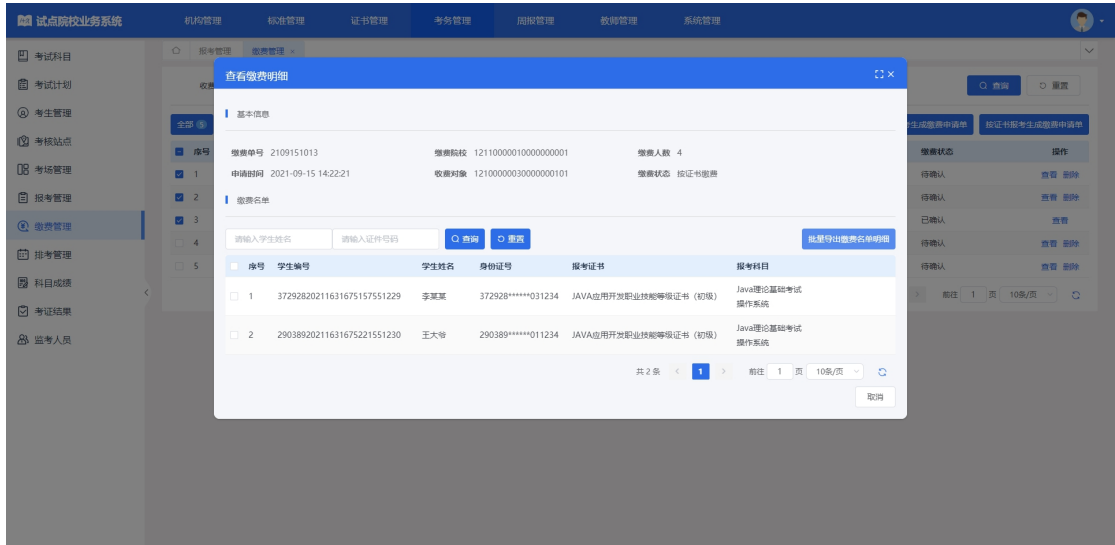 试点院校业务系统 机构管理 标准管理 证书管理 考务管理 周报管理 教师管理 系统管理
考试科目
考试计划
考生管理
考核站点
考场管理
报考管理
缴费管理
排考管理
科目成绩
考证结果
监考人员
报考管理 缴费管理 ×
收费
查询 重置
全部 5 生成缴费申请单 按证书报考生成缴费申请单
序号 缴费状态 操作
1 待确认 查看 删除
2 待确认 查看 删除
3 已确认 查看
4 待确认 查看 删除
5 待确认 查看 删除
前往 1 页 10条/页
查看缴费明细
基本信息
缴费单号 2109151013 缴费院校 12110000010000000001 缴费人数 4
申请时间 2021-09-15 14:22:21 收费对象 12100000030000000101 缴费状态 按证书缴费
缴费名单
请输入学生姓名 请输入证件号码 查询 重置 批量导出缴费名单明细
序号 学生编号 学生姓名 身份证号 报考证书 报考科目
1 37292820211631675157551229 李某某 372928******031234 JAVA应用开发职业技能等级证书（初级） Java理论基础考试
操作系统
2 29038920211631675221551230 王大爷 290389******011234 JAVA应用开发职业技能等级证书（初级） Java理论基础考试
操作系统
共 2 条 < 1 > 前往 1 页 10条/页
取消